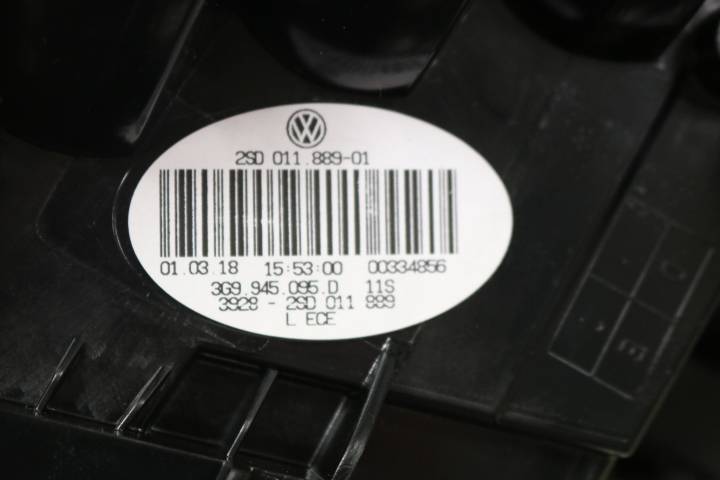 2SD 011.889-01
01.03.18 15:53:00 00334856
3G9.945.095.D 11S
3928 - 2SD 011 889
L ECE